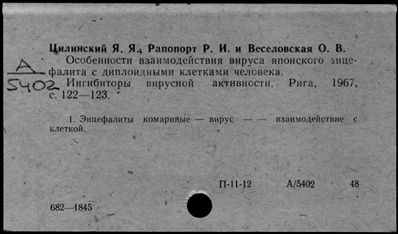 Цилинский Я. Я., Рапопорт Р. И. и Веселовская О. В.
Особенности взаимодействия вируса японского энце-
фалита с диплоидными клетками человека.
Ингибиторы вирусной активности. Рига, 1967,
с. 122—123.
А
5402
1. Энцефалиты комариные — вирус — — взаимодействие с
клеткой.
П-11-12 А/5402 48
682—1845